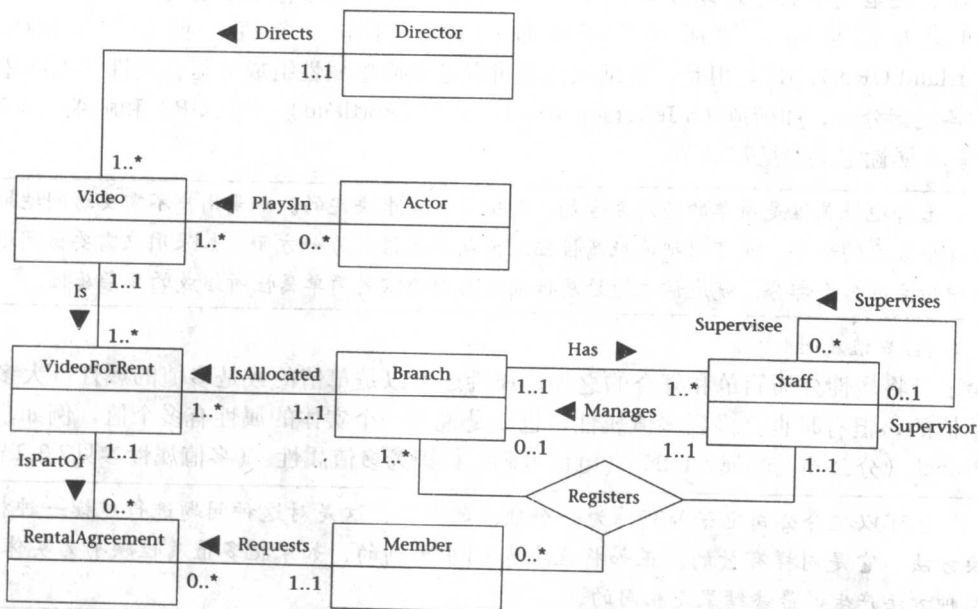 Directs
Director
1..1
1..*
Video
PlaysIn
Actor
1..*
0..*
1..1
Is
1..*
Supervises
Supervisee
0..*
VideoForRent
IsAllocated
Branch
Has
Staff
1..*
1..1
1..1
1..*
0..1
Manages
Supervisor
1..1
IsPartOf
1..*
0..1
1..1
1..1
Registers
0..*
RentalAgreement
Requests
Member
0..*
0..*
1..1